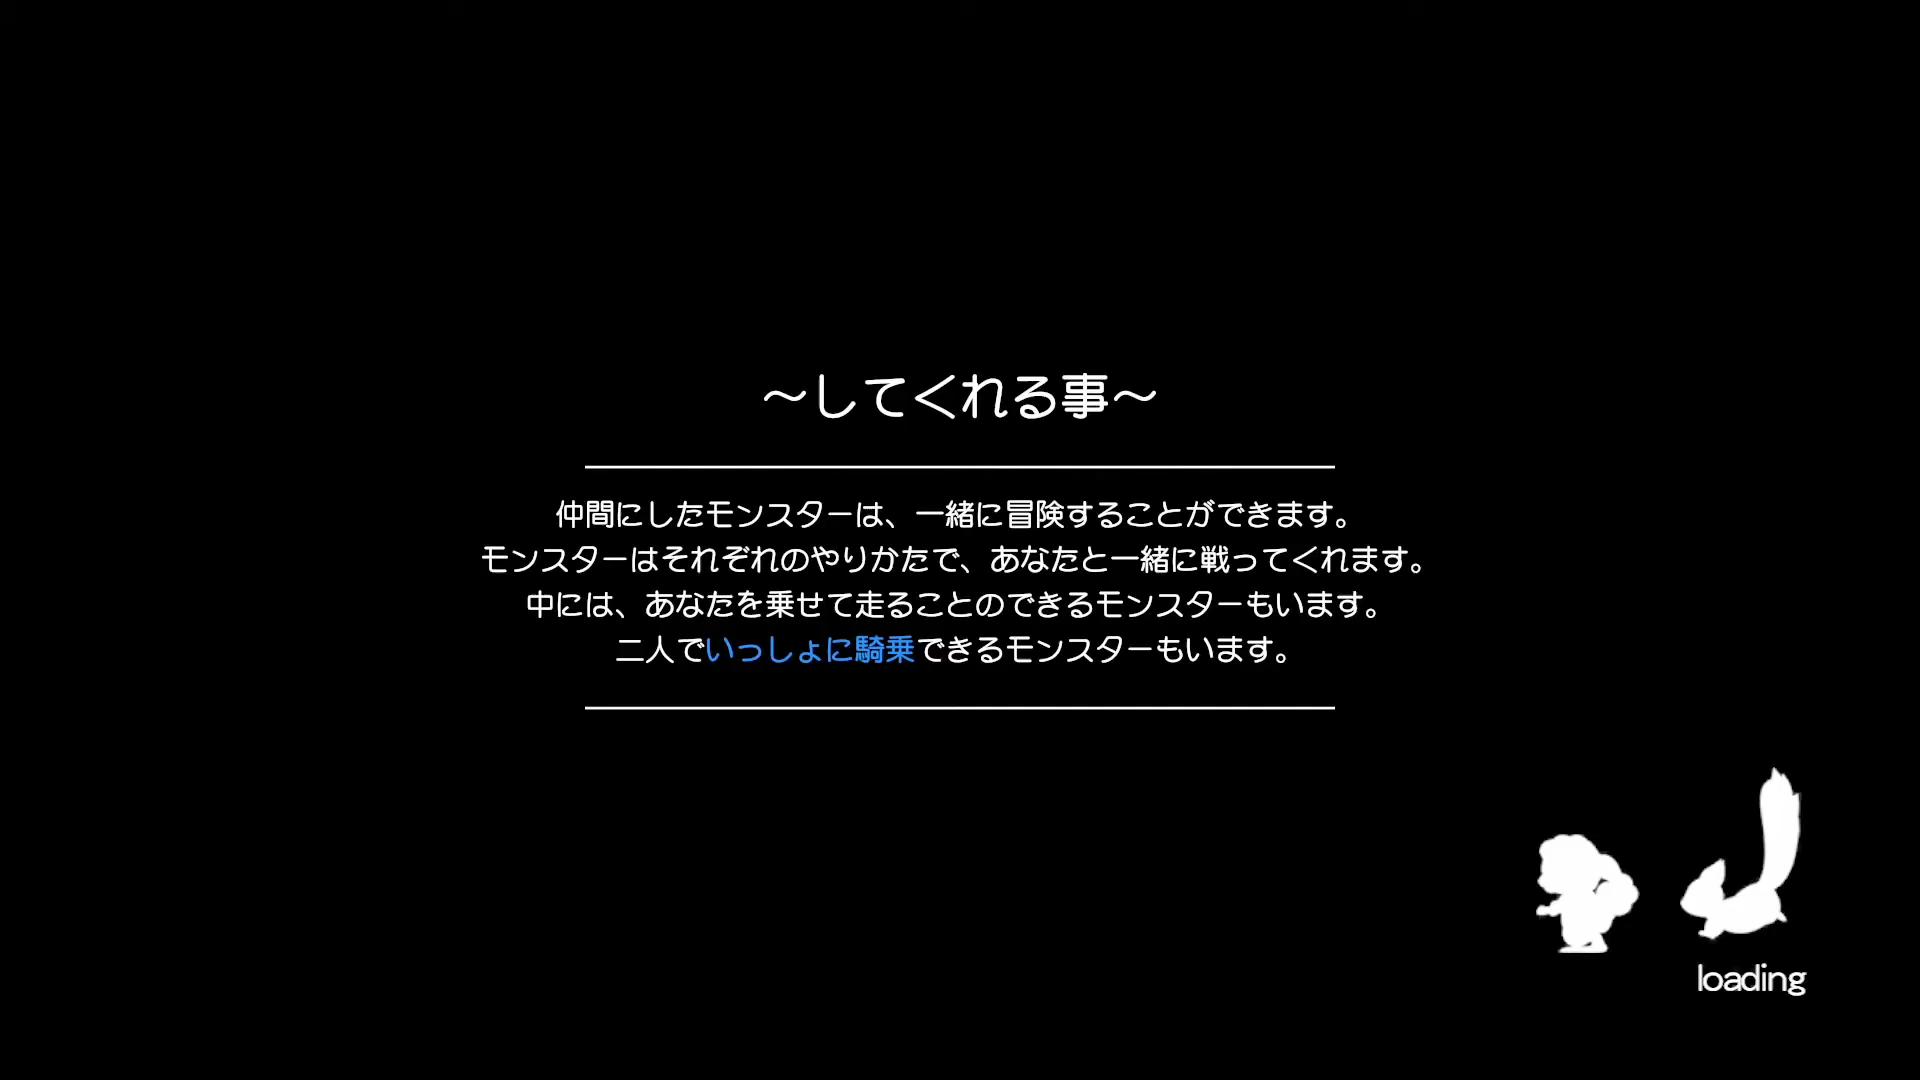 ～してくれる事～
仲間にしたモンスターは、一緒に冒険することができます。
モンスターはそれぞれのやりかたで、あなたと一緒に戦ってくれます。
中には、あなたを乗せて走ることのできるモンスターもいます。
二人でいっしょに騎乗できるモンスターもいます。
loading